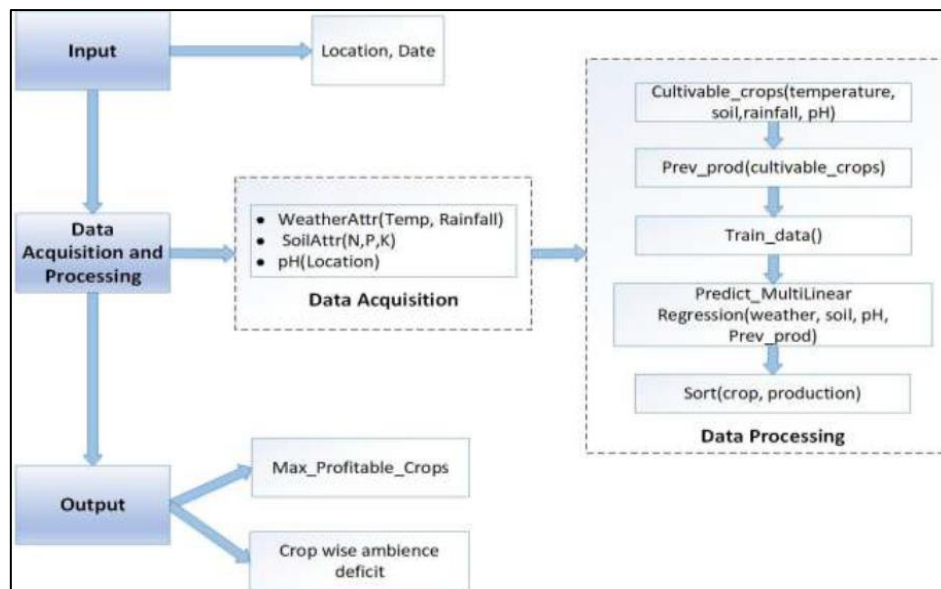 Input
Location, Date
Data
Acquisition and
Processing
WeatherAttr(Temp, Rainfall)
SoilAttr(N,P,K)
pH(Location)
Data Acquisition
Cultivable_crops(temperature,
soil,rainfall, pH)
Prev_prod(cultivable_crops)
Train_data()
Predict_MultiLinear
Regression(weather, soil, pH,
Prev_prod)
Sort(crop, production)
Data Processing
Output
Max_Profitable_Crops
Crop wise ambience
deficit